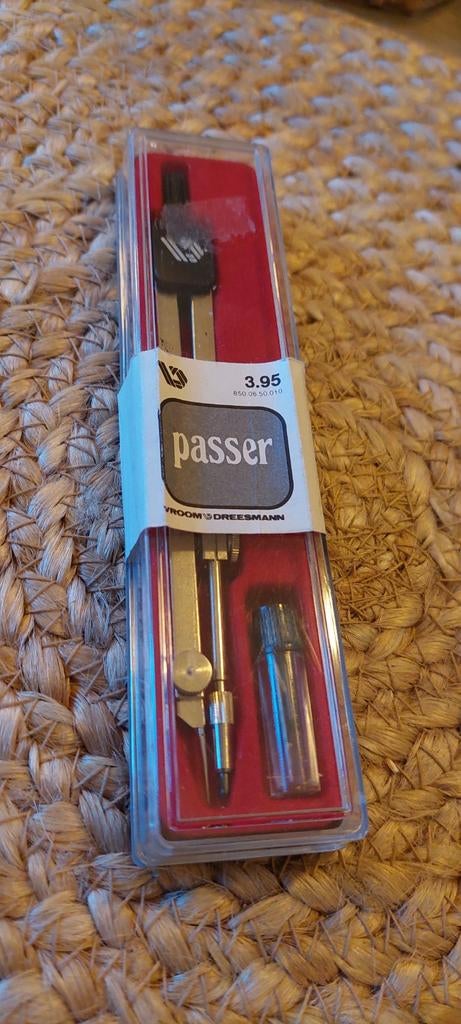 3.95
850.06.50.010
passer
VROOM DREESMANN